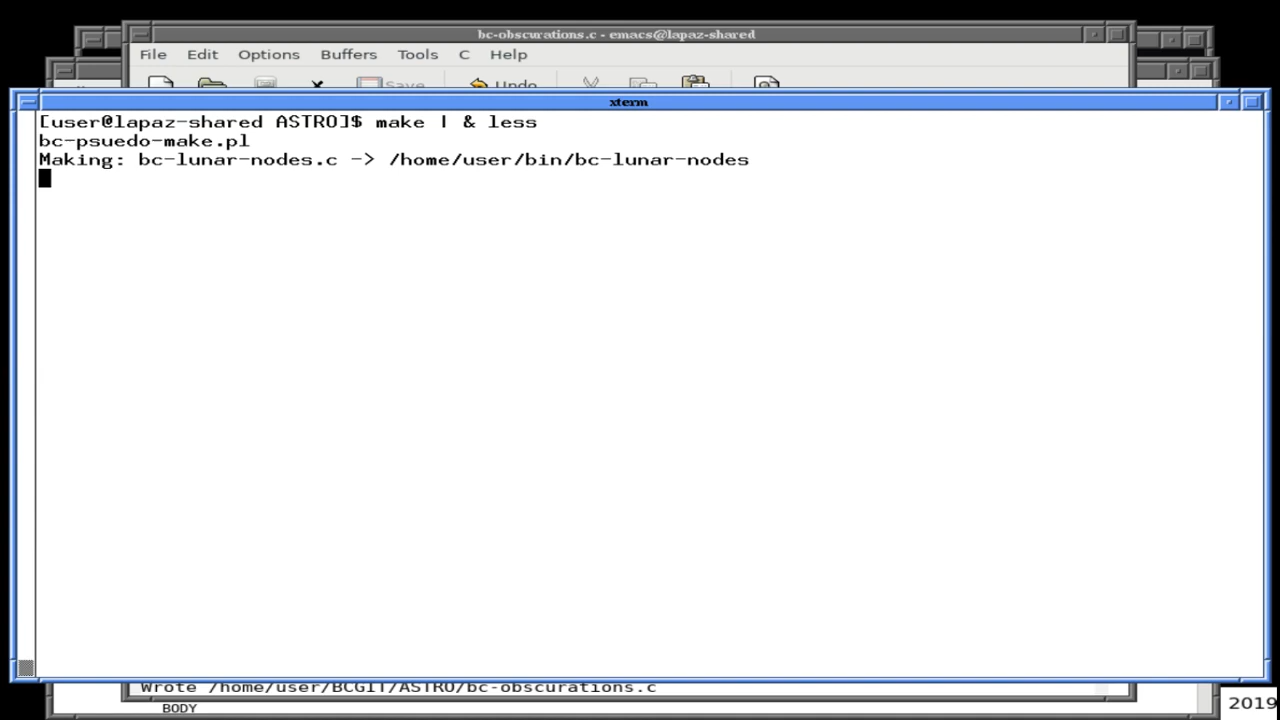 bc-obscurations.c - emacs@lapaz-shared
File Edit Options Buffers Tools C Help
Save Undo
xterm
[user@lapaz-shared ASTRO]$ make | & less
bc-psuedo-make.pl
Making: bc-lunar-nodes.c -> /home/user/bin/bc-lunar-nodes
Wrote /home/user/BCGIT/ASTRO/bc-obscurations.c
BODY
2019